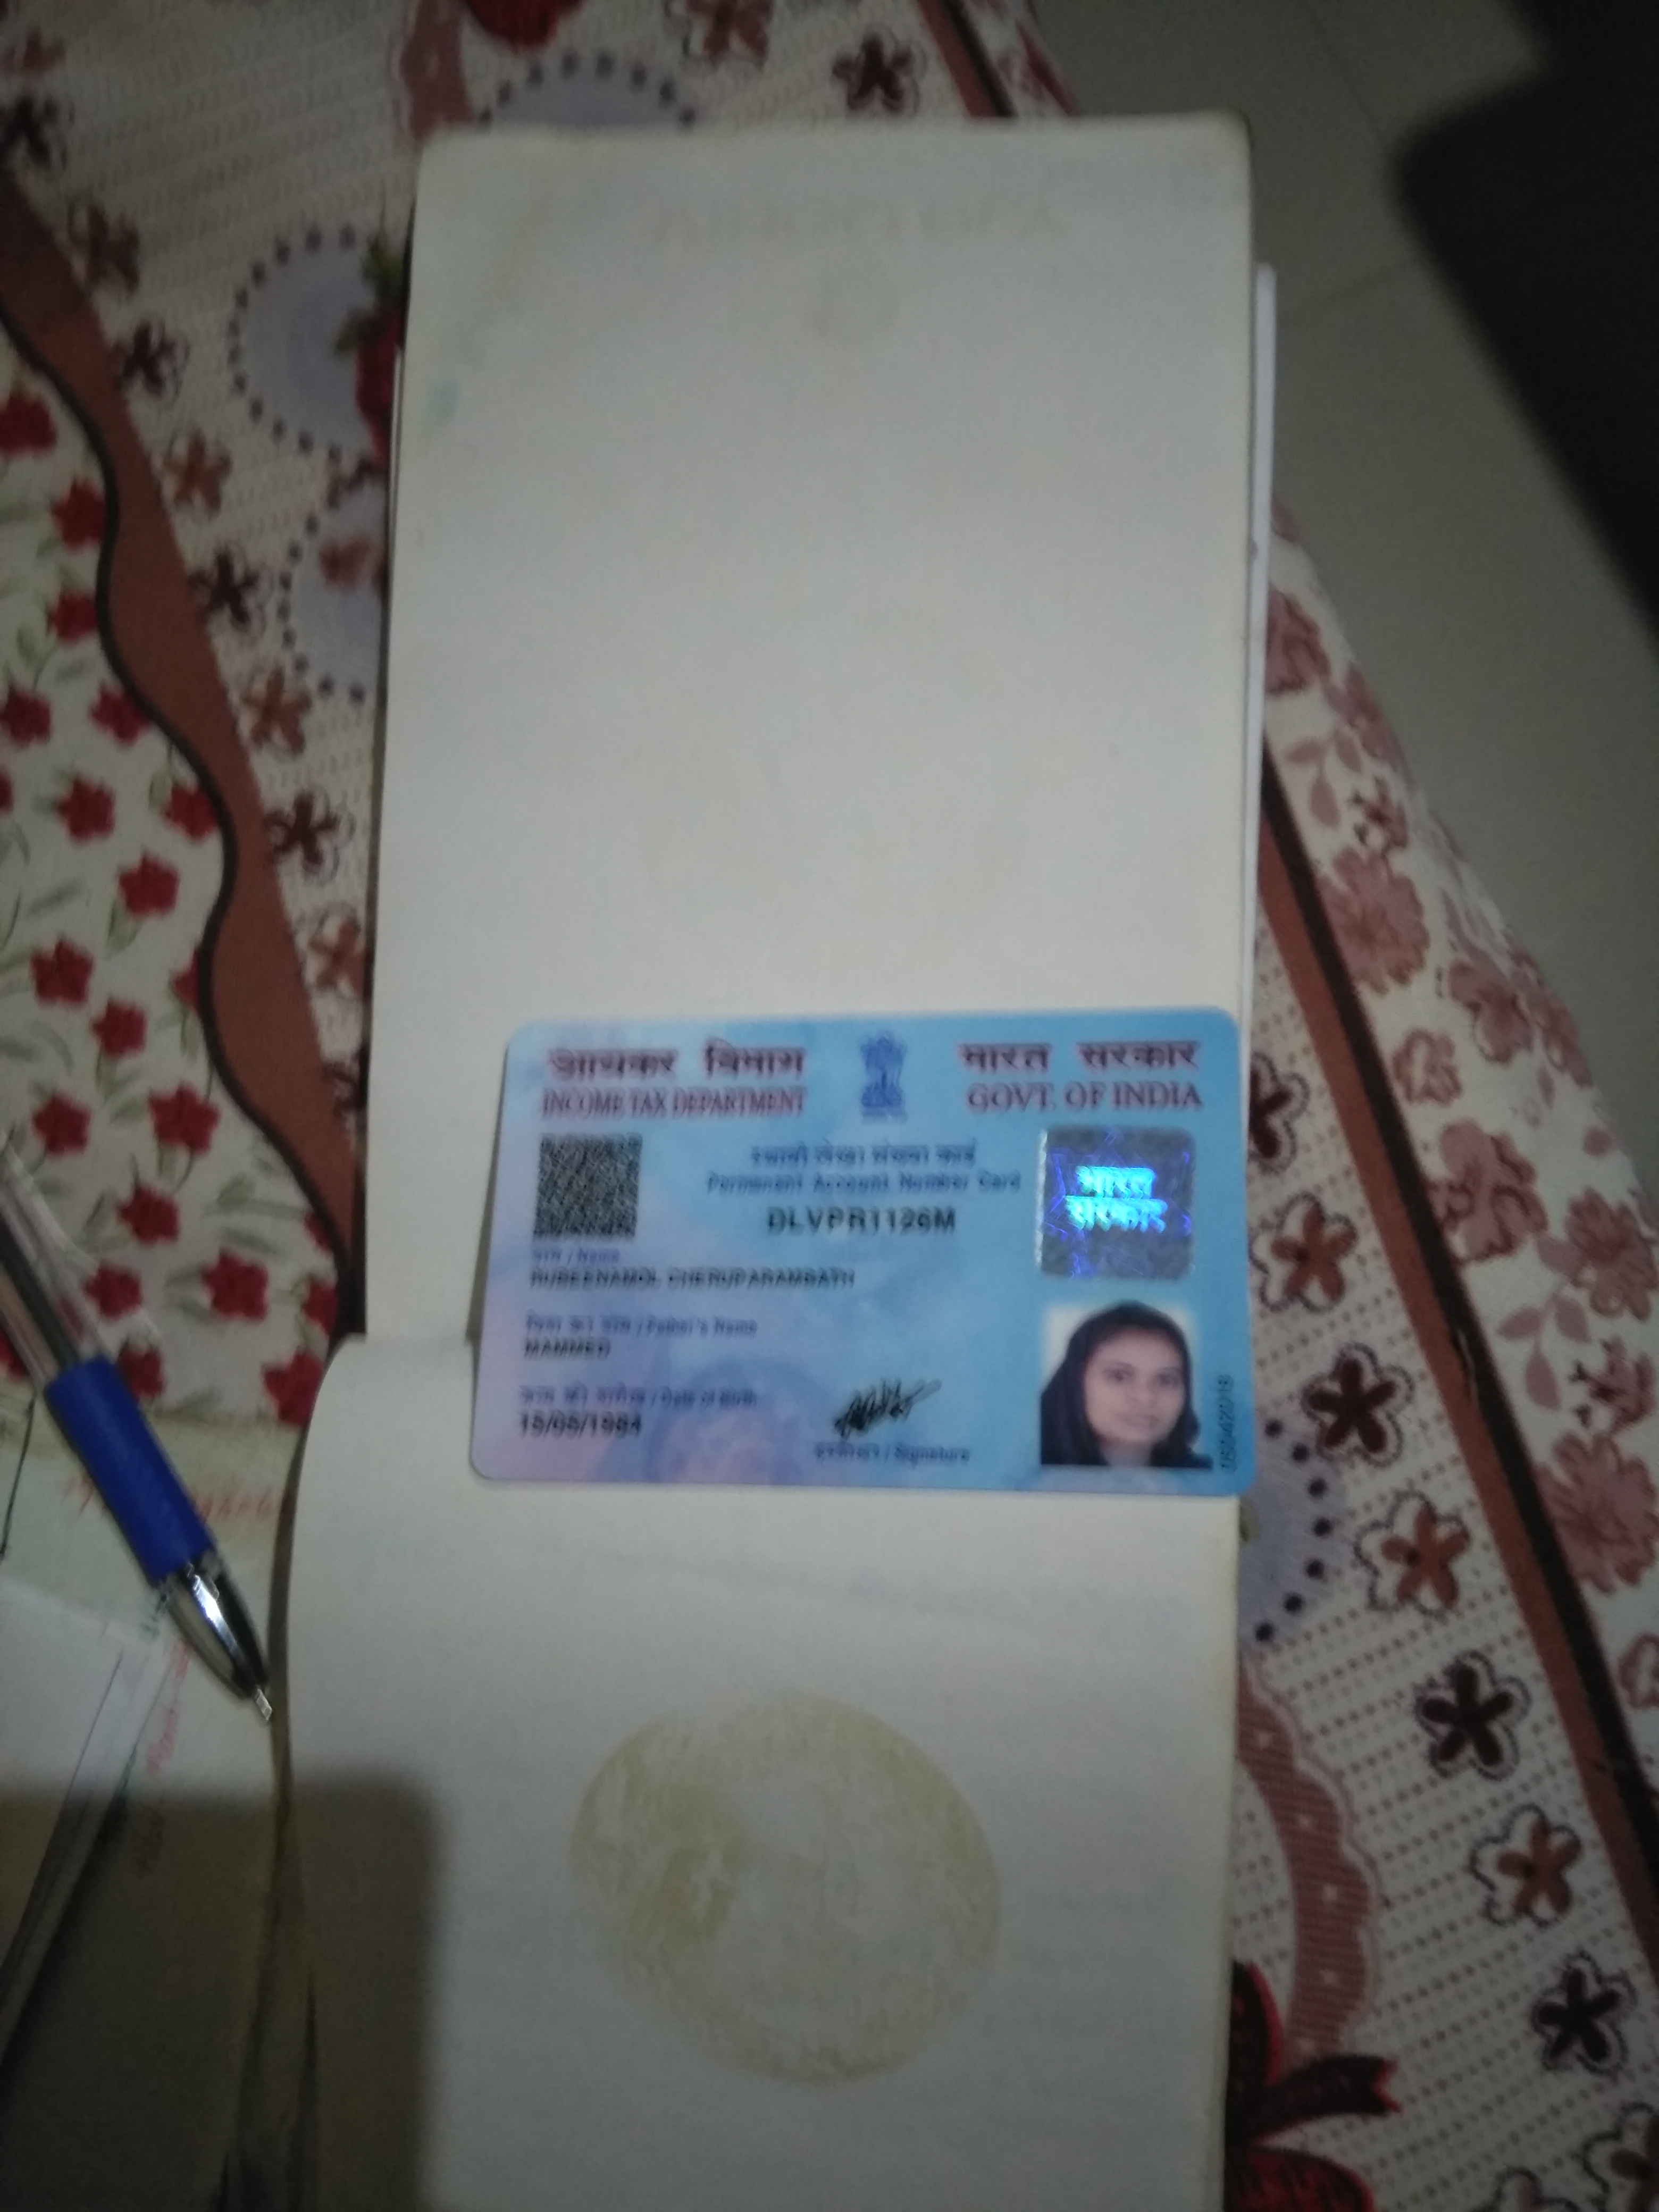 आयकर विभाग
INCOME TAX DEPARTMENT
भारत सरकार
GOVT. OF INDIA
स्थायी लेखा संख्या कार्ड
Permanent Account Number Card
DLVPR1126M
भारत
सरकार
नाम / Name
RUBEENAMOL CHERUPARAMBATH
पिता का नाम / Father's Name
MAMMED
जन्म की तारीख / Date of Birth
15/05/1984
हस्ताक्षर / Signature